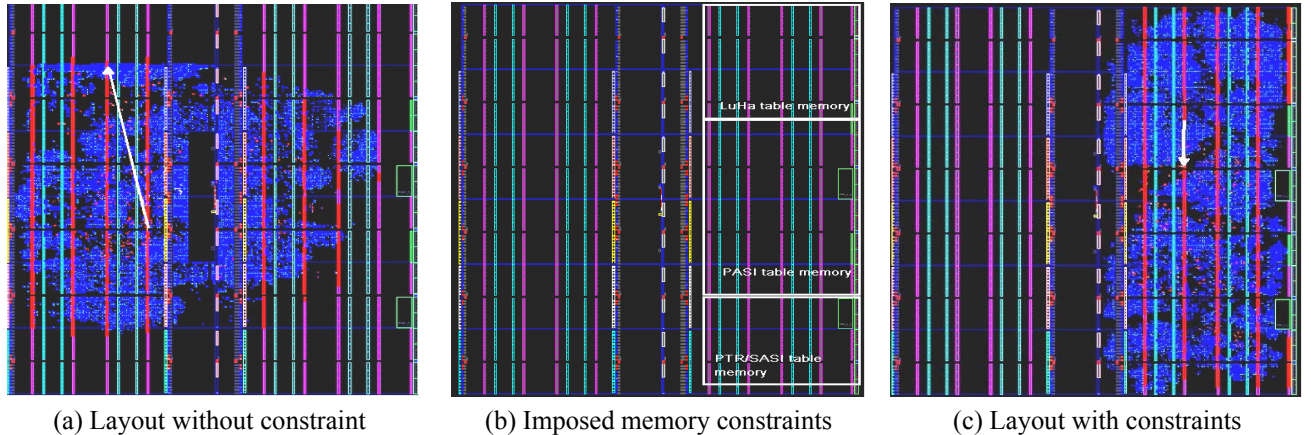 LuHa table memory
PASI table memory
PTR/SASI table
memory
(a) Layout without constraint
(b) Imposed memory constraints
(c) Layout with constraints